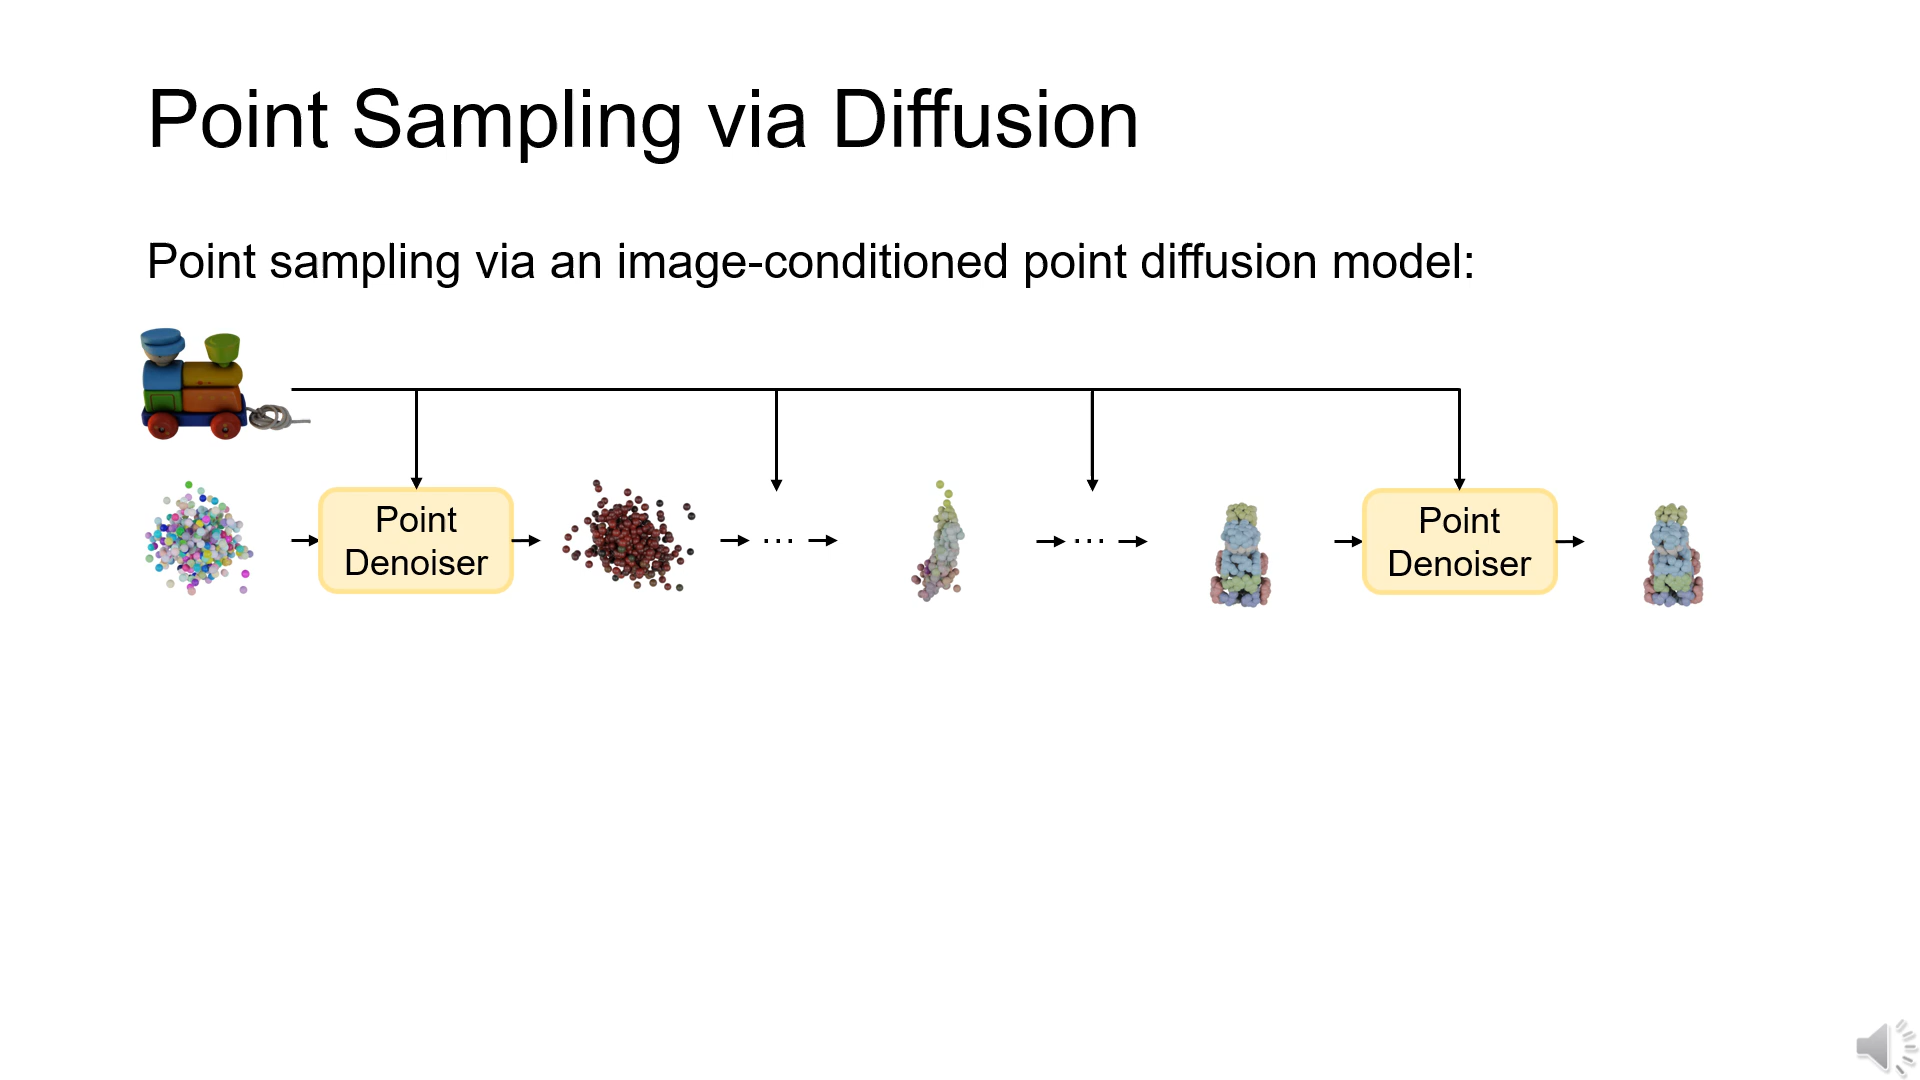 Point Sampling via Diffusion
Point sampling via an image-conditioned point diffusion model:
Point
Denoiser
...
...
Point
Denoiser